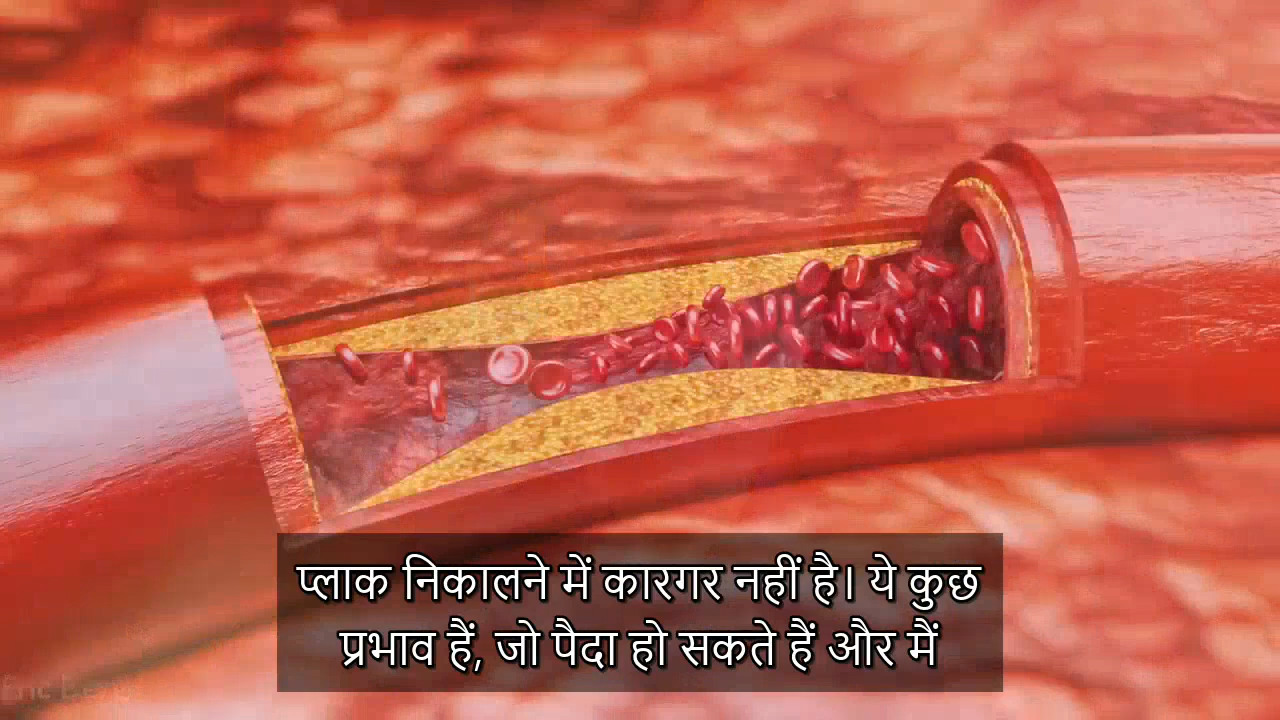 प्लाक निकालने में कारगर नहीं है। ये कुछ
प्रभाव हैं, जो पैदा हो सकते हैं और मैं